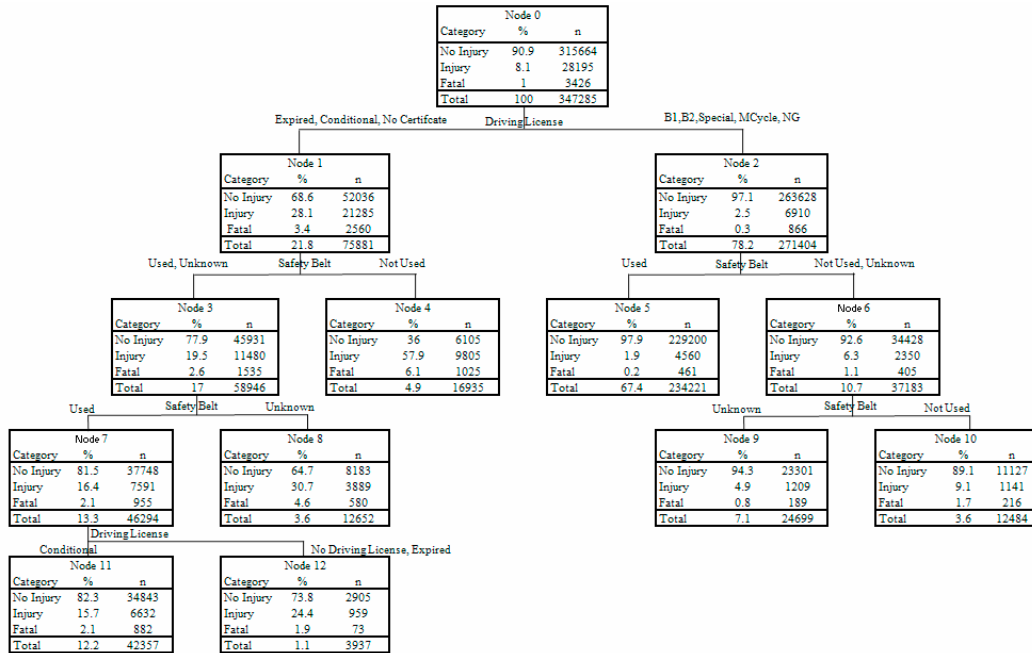 Node 0
Category % n
No Injury 90.9 315664
Injury 8.1 28195
Fatal 1 3426
Total 100 347285
Expired, Conditional, No Certifcate Driving License B1,B2,Special, MCycle, NG
Node 1
Category % n
No Injury 68.6 52036
Injury 28.1 21285
Fatal 3.4 2560
Total 21.8 75881
Node 2
Category % n
No Injury 97.1 263628
Injury 2.5 6910
Fatal 0.3 866
Total 78.2 271404
Used, Unknown Safety Belt Not Used
Used Safety Belt Not Used, Unknown
Node 3
Category % n
No Injury 77.9 45931
Injury 19.5 11480
Fatal 2.6 1535
Total 17 58946
Node 4
Category % n
No Injury 36 6105
Injury 57.9 9805
Fatal 6.1 1025
Total 4.9 16935
Node 5
Category % n
No Injury 97.9 229200
Injury 1.9 4560
Fatal 0.2 461
Total 67.4 234221
Node 6
Category % n
No Injury 92.6 34428
Injury 6.3 2350
Fatal 1.1 405
Total 10.7 37183
Used Safety Belt Unknown
Unknown Safety Belt Not Used
Node 7
Category % n
No Injury 81.5 37748
Injury 16.4 7591
Fatal 2.1 955
Total 13.3 46294
Node 8
Category % n
No Injury 64.7 8183
Injury 30.7 3889
Fatal 4.6 580
Total 3.6 12652
Node 9
Category % n
No Injury 94.3 23301
Injury 4.9 1209
Fatal 0.8 189
Total 7.1 24699
Node 10
Category % n
No Injury 89.1 11127
Injury 9.1 1141
Fatal 1.7 216
Total 3.6 12484
Driving License
Conditional No Driving License, Expired
Node 11
Category % n
No Injury 82.3 34843
Injury 15.7 6632
Fatal 2.1 882
Total 12.2 42357
Node 12
Category % n
No Injury 73.8 2905
Injury 24.4 959
Fatal 1.9 73
Total 1.1 3937